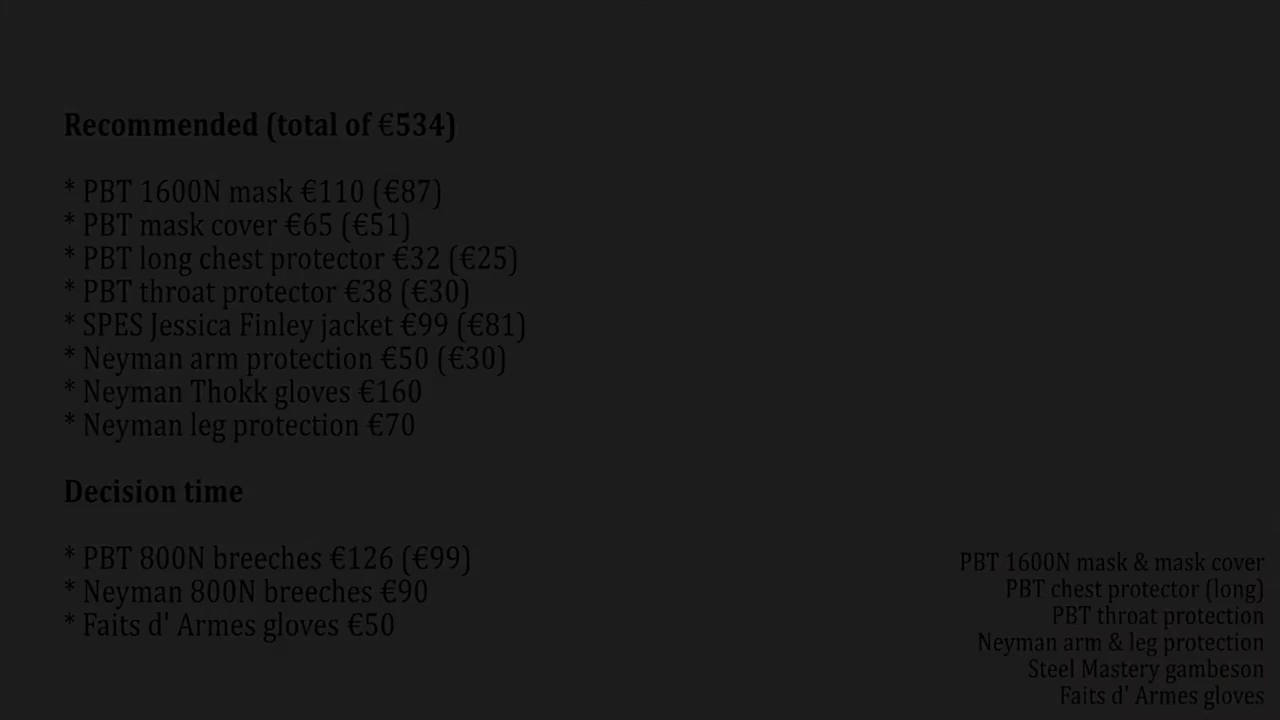 Recommended (total of €534)
* PBT 1600N mask €110 (€87)
* PBT mask cover €65 (€51)
* PBT long chest protector €32 (€25)
* PBT throat protector €38 (€30)
* SPES Jessica Finley jacket €99 (€81)
* Neyman arm protection €50 (€30)
* Neyman Thokk gloves €160
* Neyman leg protection €70
Decision time
* PBT 800N breeches €126 (€99)
* Neyman 800N breeches €90
* Faits d' Armes gloves €50
PBT 1600N mask & mask cover
PBT chest protector (long)
PBT throat protection
Neyman arm & leg protection
Steel Mastery gambeson
Faits d' Armes gloves